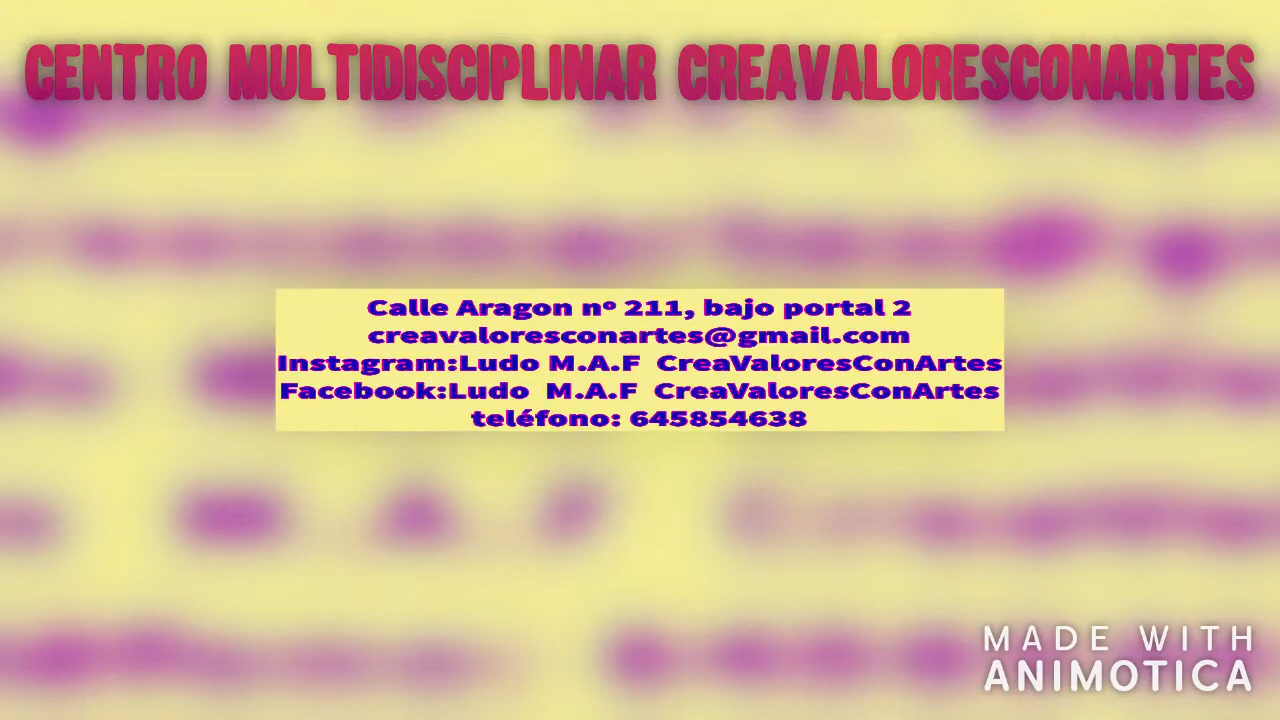 CENTRO MULTIDISCIPLINAR CREAVALORESCONARTES
Calle Aragon nº 211, bajo portal 2
creavaloresconartes@gmail.com
Instagram:Ludo M.A.F CreaValoresConArtes
Facebook:Ludo M.A.F CreaValoresConArtes
teléfono: 645854638
MADE WITH
ANIMOTICA